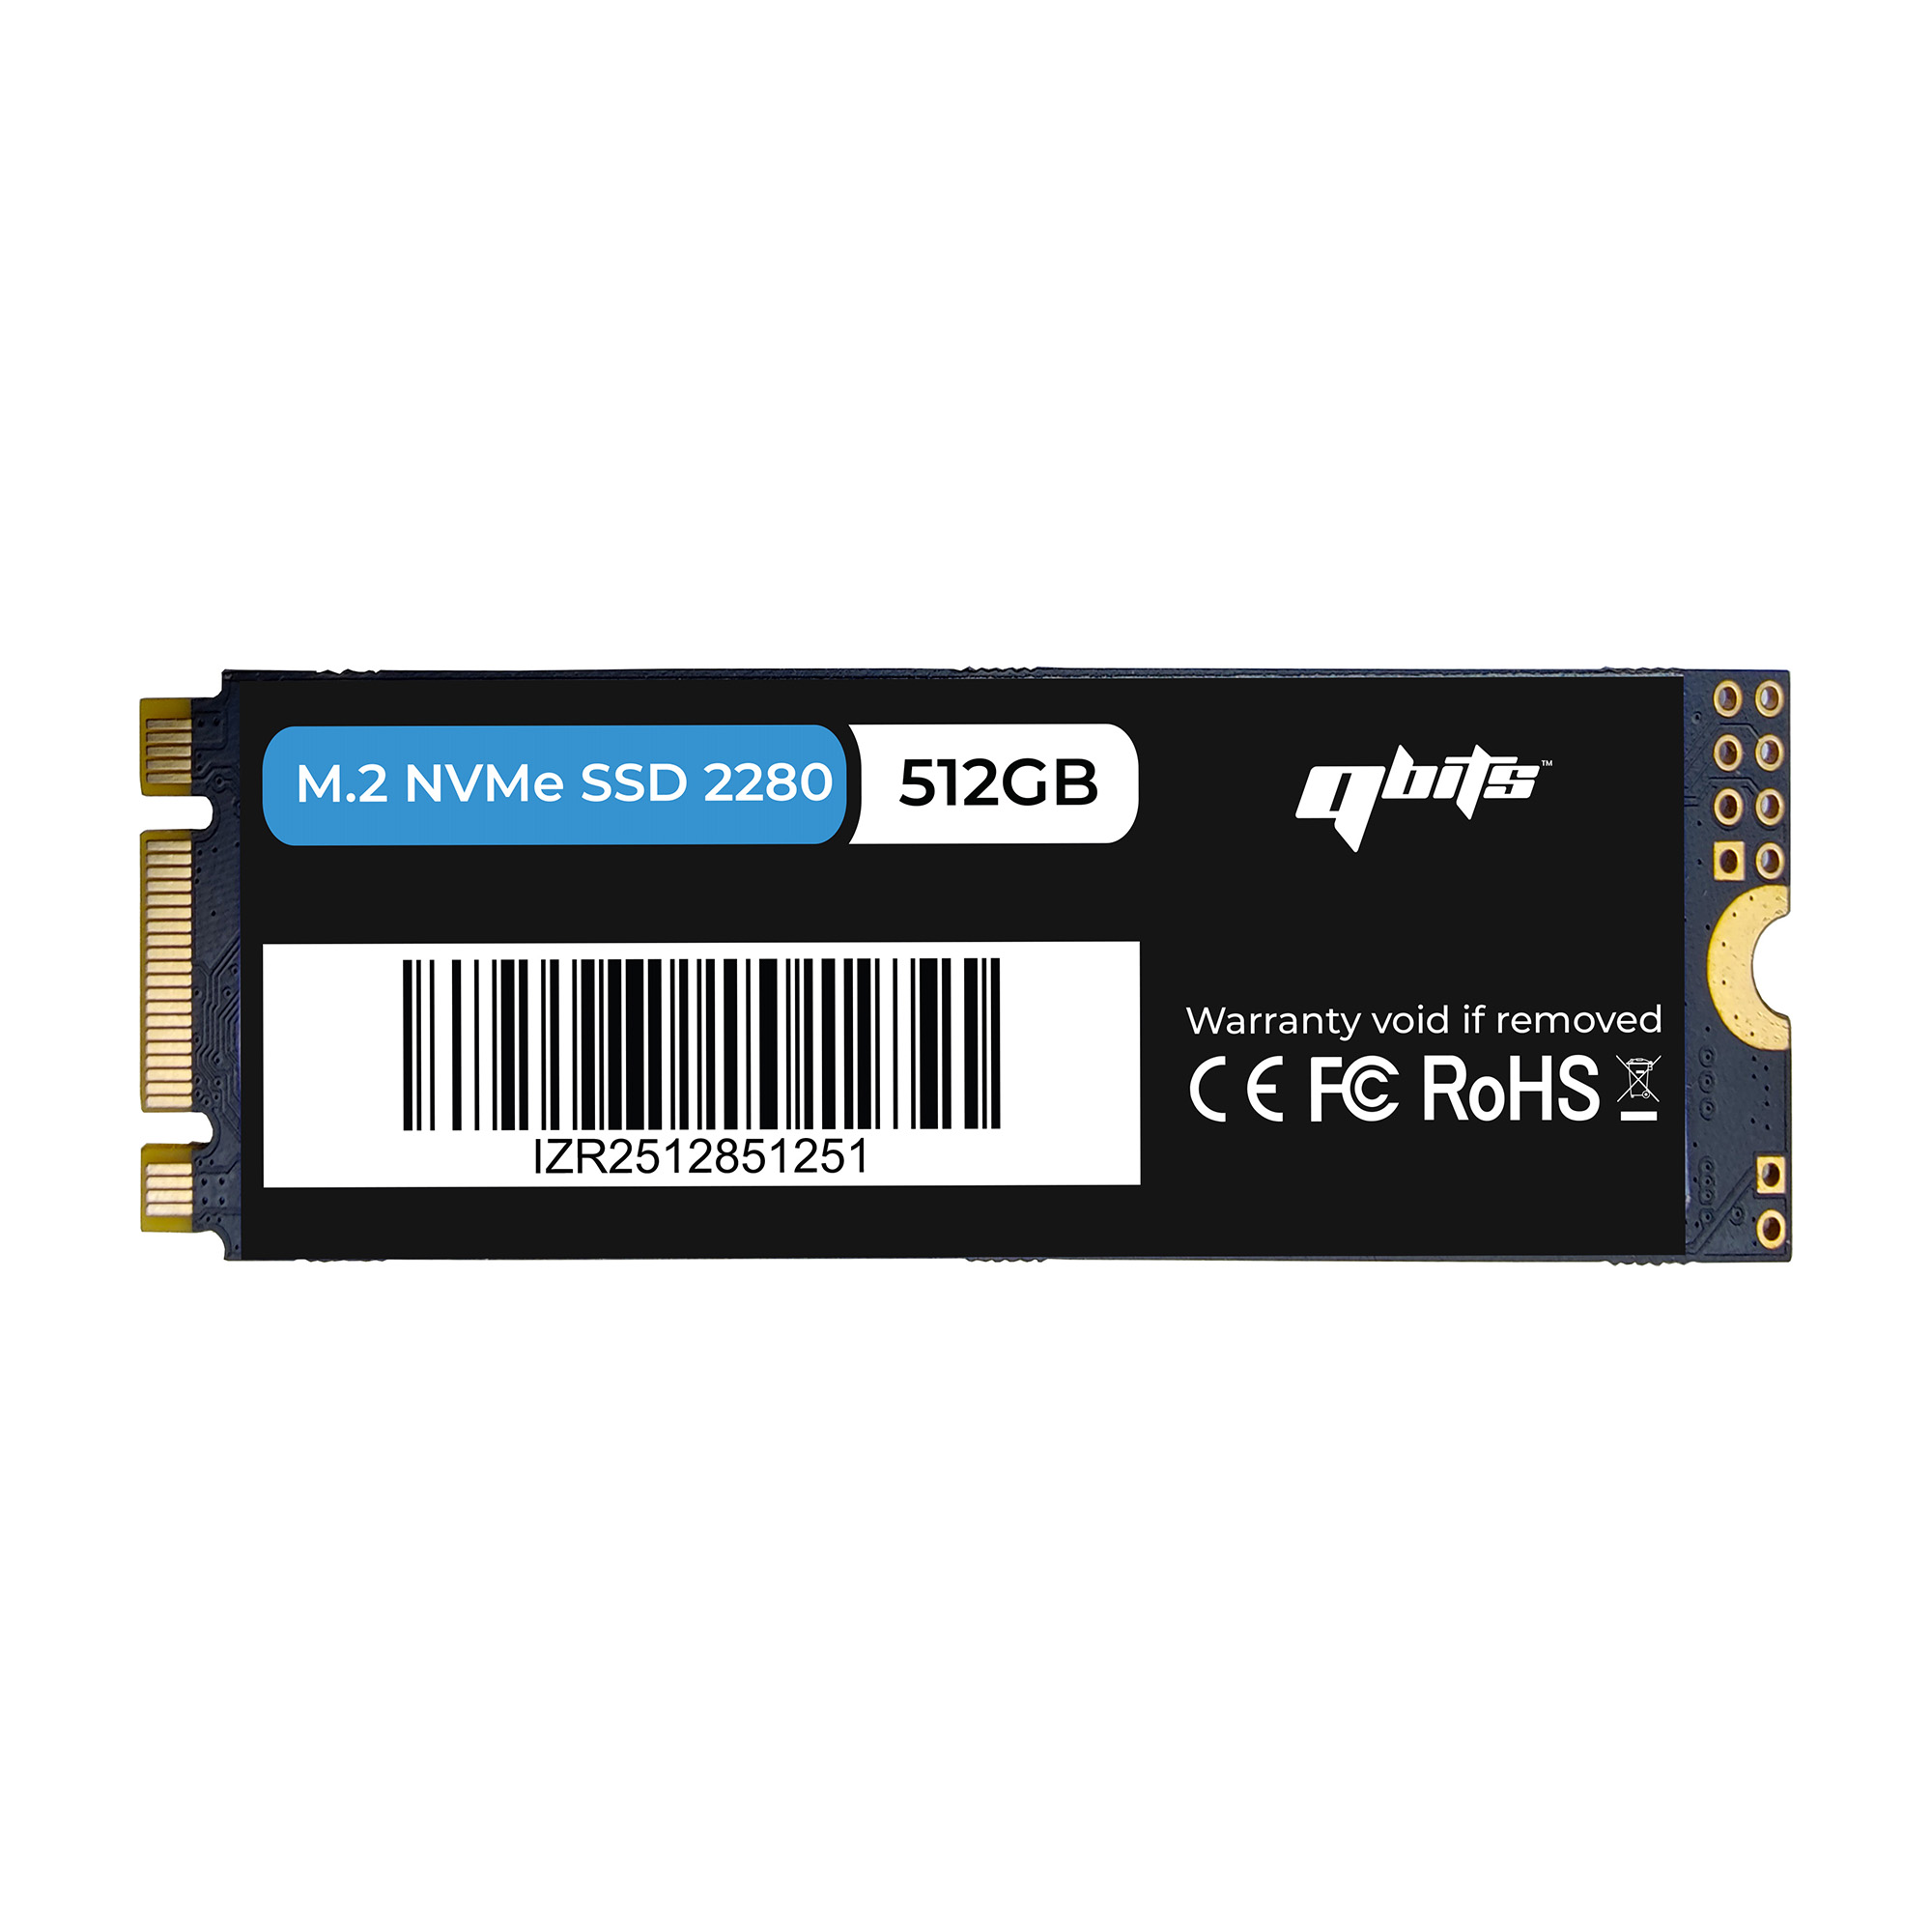 M.2 NVMe SSD 2280 512GB
qbits™
IZR2512851251
Warranty void if removed
CE FC RoHS